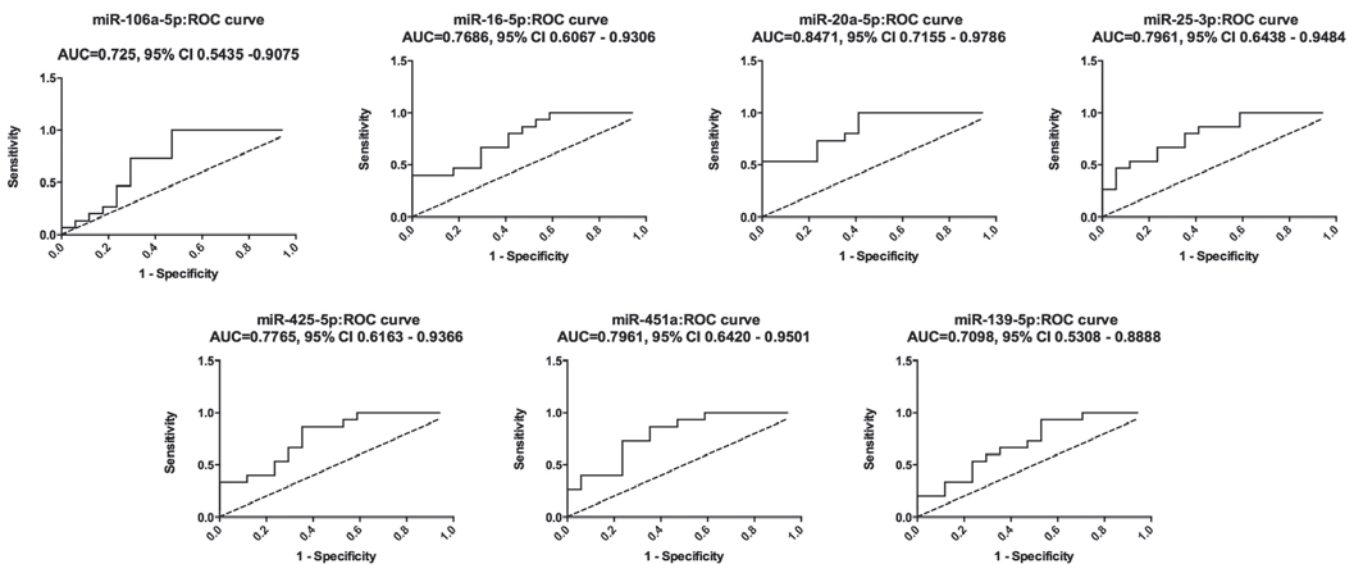 miR-106a-5p:ROC curve
AUC=0.725, 95% CI 0.5435 -0.9075
1.5
1.0
0.5
0.0
Sensitivity
0.0
0.2
0.4
0.6
0.8
1.0
1 - Specificity
miR-16-5p:ROC curve
AUC=0.7686, 95% CI 0.6067 - 0.9306
1.5
1.0
0.5
0.0
Sensitivity
0.0
0.2
0.4
0.6
0.8
1.0
1 - Specificity
miR-20a-5p:ROC curve
AUC=0.8471, 95% CI 0.7155 - 0.9786
1.5
1.0
0.5
0.0
Sensitivity
0.0
0.2
0.4
0.6
0.8
1.0
1 - Specificity
miR-25-3p:ROC curve
AUC=0.7961, 95% CI 0.6438 - 0.9484
1.5
1.0
0.5
0.0
Sensitivity
0.0
0.2
0.4
0.6
0.8
1.0
1 - Specificity
miR-425-5p:ROC curve
AUC=0.7765, 95% CI 0.6163 - 0.9366
1.5
1.0
0.5
0.0
Sensitivity
0.0
0.2
0.4
0.6
0.8
1.0
1 - Specificity
miR-451a:ROC curve
AUC=0.7961, 95% CI 0.6420 - 0.9501
1.5
1.0
0.5
0.0
Sensitivity
0.0
0.2
0.4
0.6
0.8
1.0
1 - Specificity
miR-139-5p:ROC curve
AUC=0.7098, 95% CI 0.5308 - 0.8888
1.5
1.0
0.5
0.0
Sensitivity
0.0
0.2
0.4
0.6
0.8
1.0
1 - Specificity